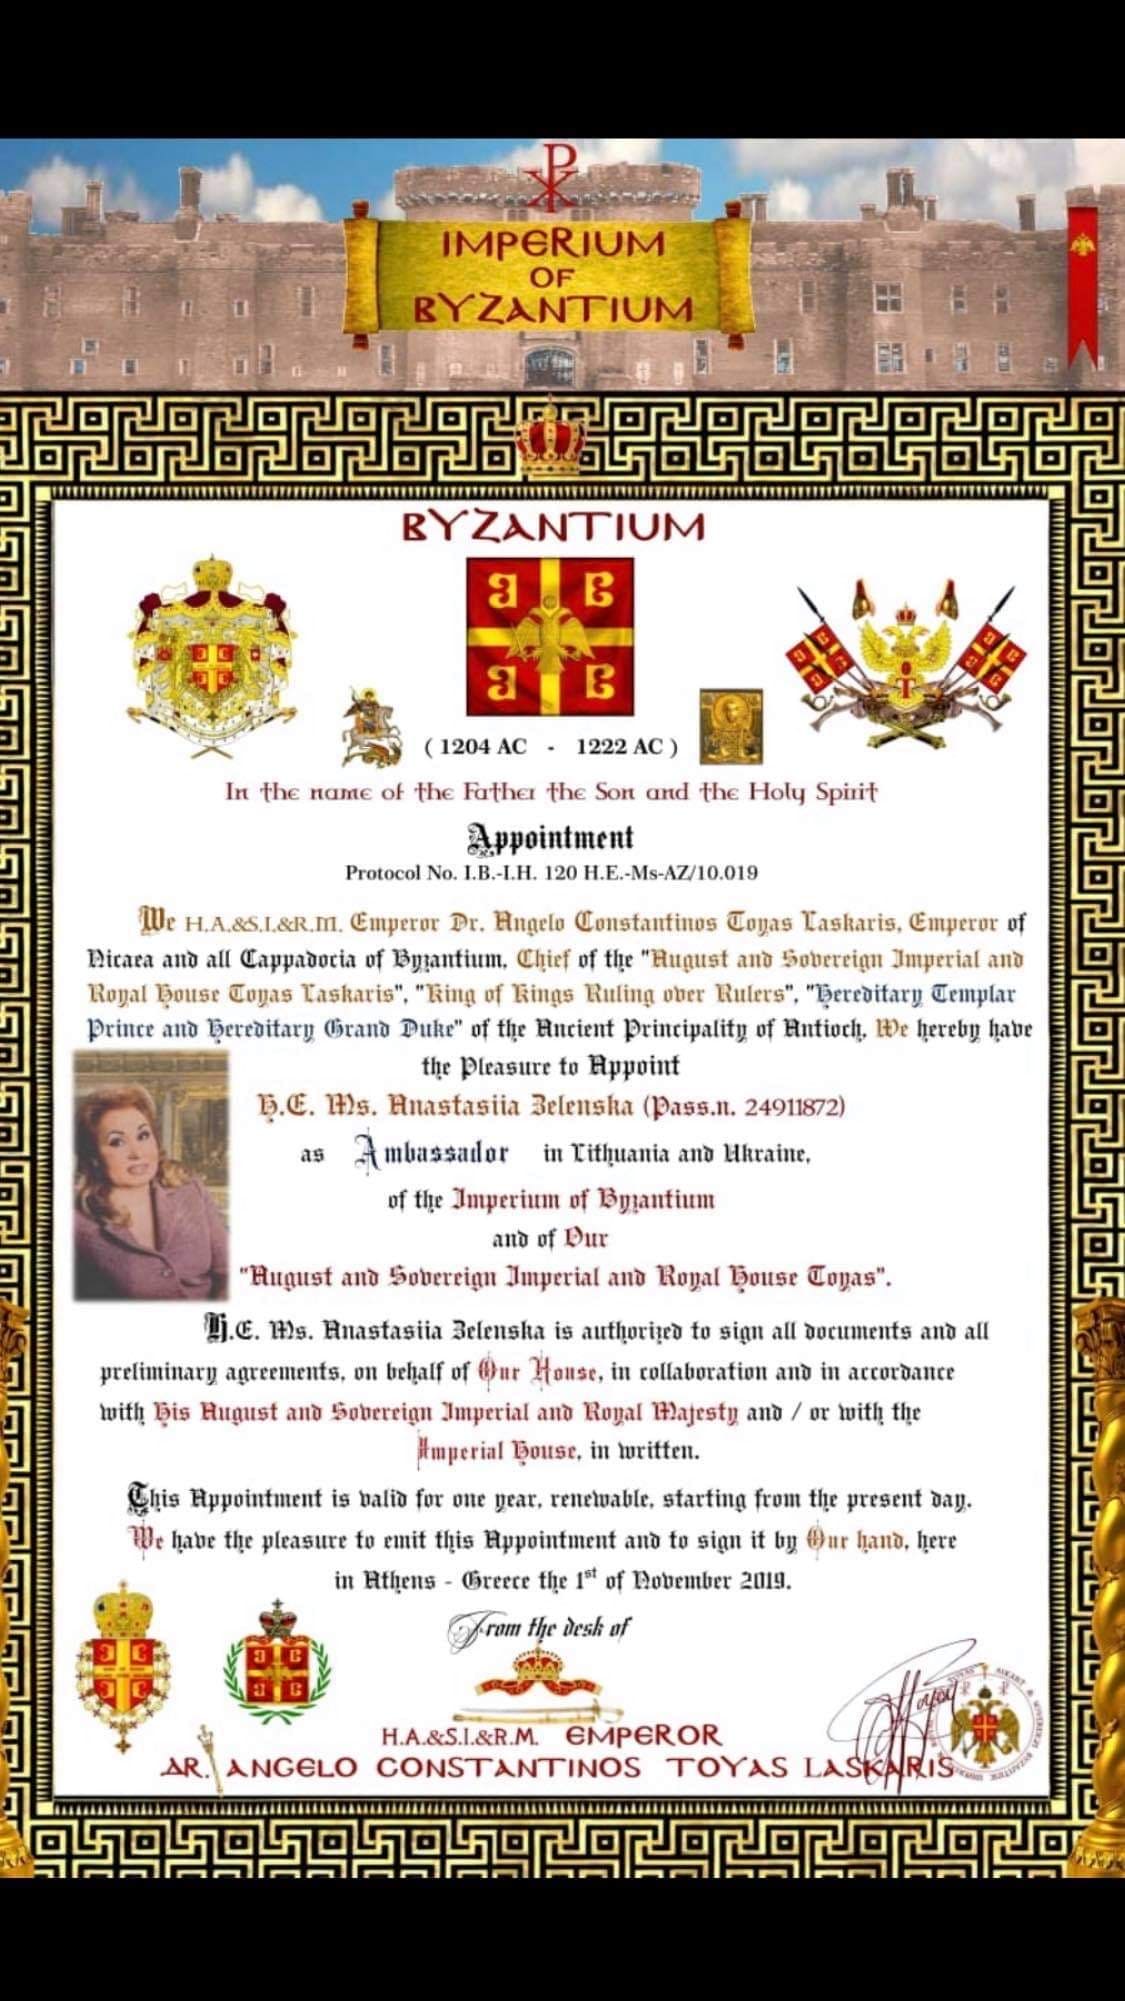 IMPERIUM
OF
BYZANTIUM
BYZANTIUM
( 1204 AC - 1222 AC )
In the name of the Father the Son and the Holy Spirit
Appointment
Protocol No. I.B.-I.H. 120 H.E.-Ms-AZ/10.019
We H.A.&S.I.&R.M. Emperor Dr. Angelo Constantinos Toyas Laskaris, Emperor of
Nicaea and all Cappadocia of Byzantium, Chief of the "August and Sovereign Imperial and
Royal House Toyas Laskaris", "King of Kings Ruling over Rulers", "Hereditary Templar
Prince and Hereditary Grand Duke" of the Ancient Principality of Antioch, We hereby have
the Pleasure to Appoint
H.E. Ms. Anastasiia Zelenska (Pass.n. 24911872)
as Ambassador in Lithuania and Ukraine,
of the Imperium of Byzantium
and of Our
"August and Sovereign Imperial and Royal House Toyas".
H.E. Ms. Anastasiia Zelenska is authorized to sign all documents and all
preliminary agreements, on behalf of Our House, in collaboration and in accordance
with His August and Sovereign Imperial and Royal Majesty and / or with the
Imperial House, in written.
This Appointment is valid for one year, renewable, starting from the present day.
We have the pleasure to emit this Appointment and to sign it by Our hand, here
in Athens - Greece the 1st of November 2019.
From the desk of
H.A.&S.I.&R.M. EMPEROR
DR. ANGELO CONSTANTINOS TOYAS LASKARIS